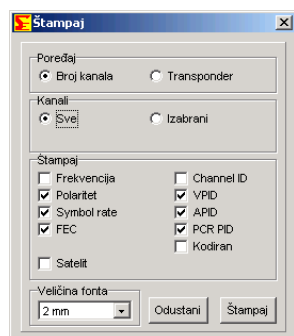 Štampaj
Poređaj
Broj kanala Transponder
Kanali
Sve Izabrani
Štampaj
Frekvencija Channel ID
Polaritet VPID
Symbol rate APID
FEC PCR PID
Kodiran
Satelit
Veličina fonta
2 mm Odustani Štampaj